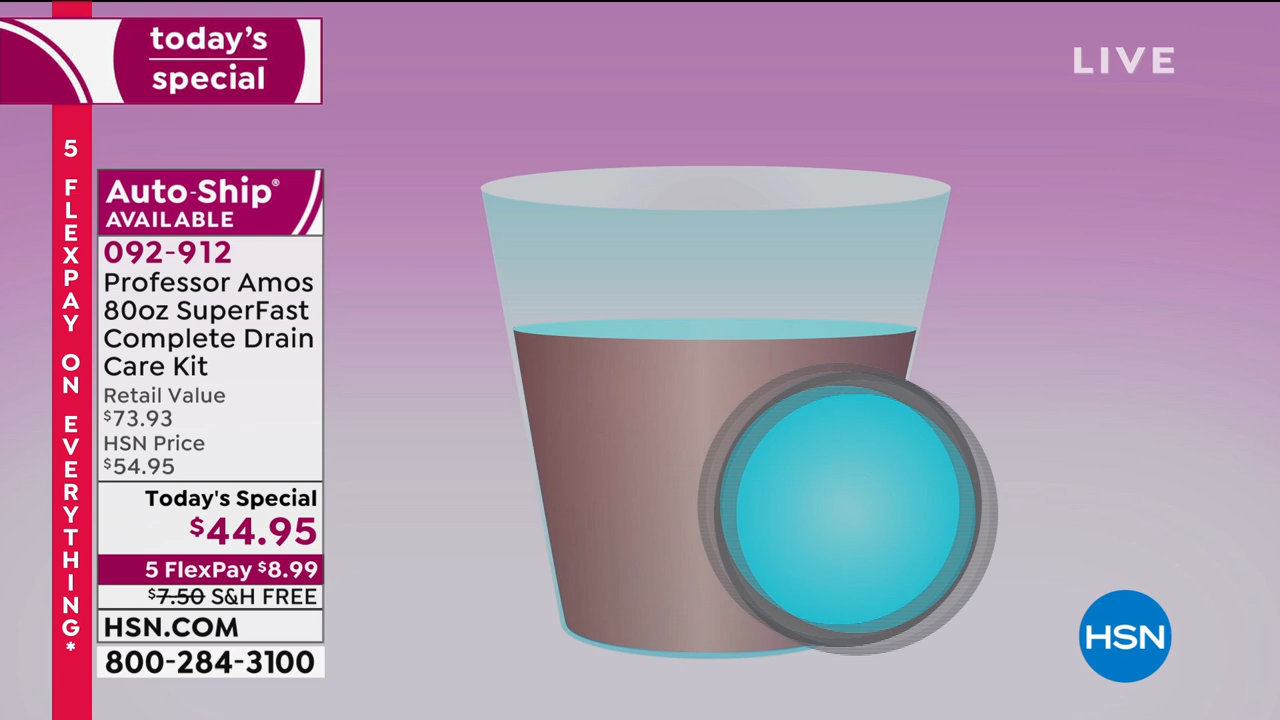 today's
special
LIVE
5 FLEXPAY ON EVERYTHING*
Auto-Ship®
AVAILABLE
092-912
Professor Amos
80oz SuperFast
Complete Drain
Care Kit
Retail Value
$73.93
HSN Price
$54.95
Today's Special
$44.95
5 FlexPay $8.99
$7.50 S&H FREE
HSN.COM
800-284-3100
HSN